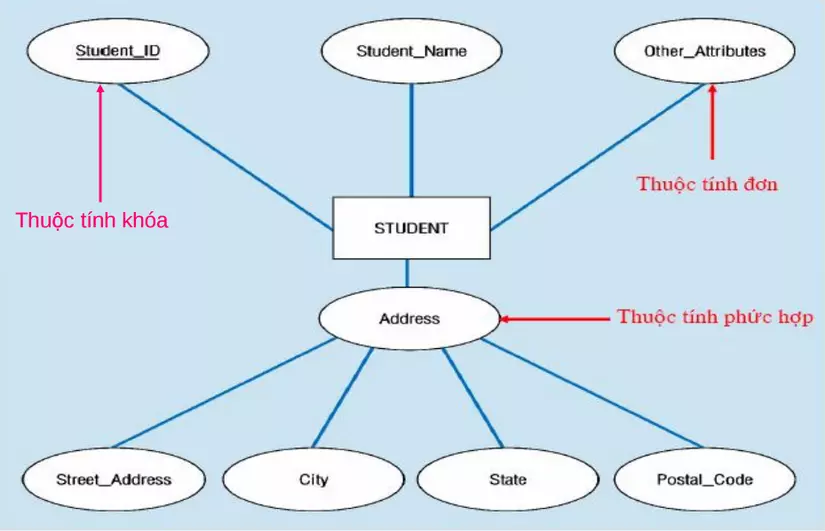 Student_ID
Student_Name
Other_Attributes
Thuộc tính đơn
Thuộc tính khóa
STUDENT
Address
Thuộc tính phức hợp
Street_Address
City
State
Postal_Code